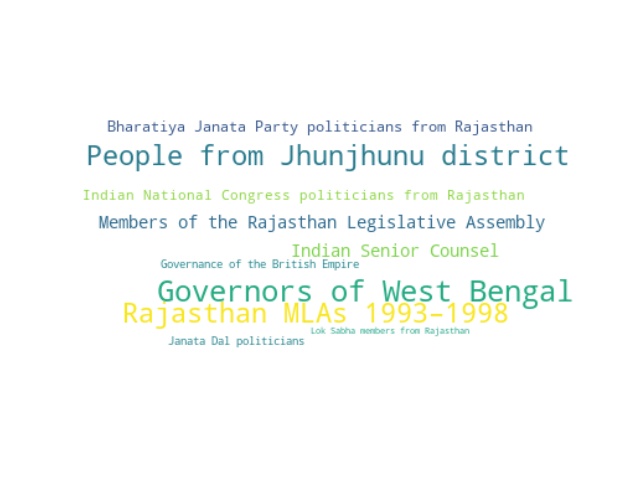 Bharatiya Janata Party politicians from Rajasthan
People from Jhunjhunu district
Indian National Congress politicians from Rajasthan
Members of the Rajasthan Legislative Assembly
Indian Senior Counsel
Governance of the British Empire
Governors of West Bengal
Rajasthan MLAs 1993–1998
Lok Sabha members from Rajasthan
Janata Dal politicians